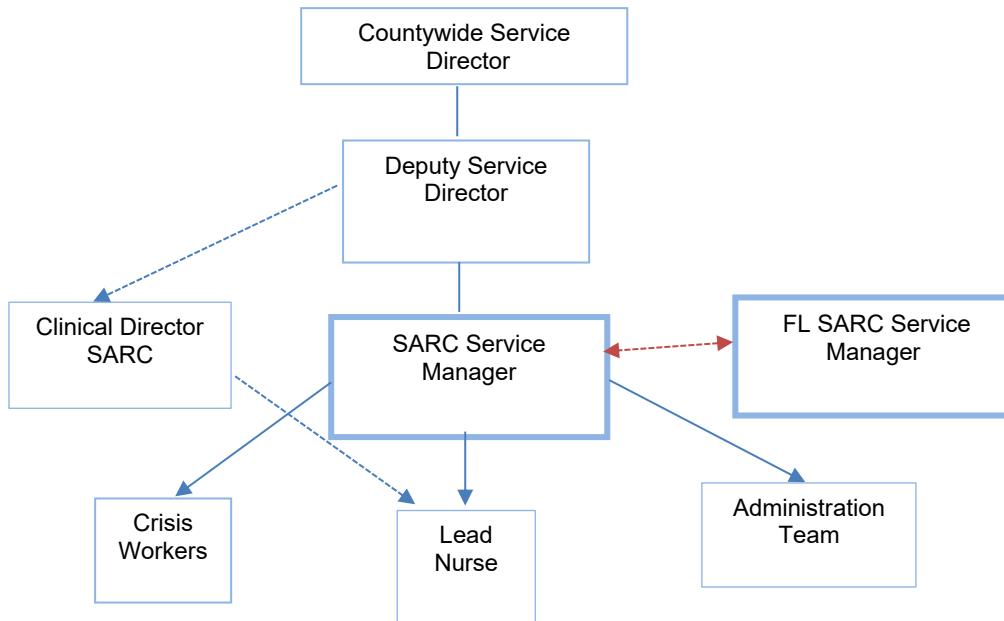 Countywide Service
Director
Deputy Service
Director
Clinical Director
SARC
SARC Service
Manager
FL SARC Service
Manager
Crisis
Workers
Lead
Nurse
Administration
Team